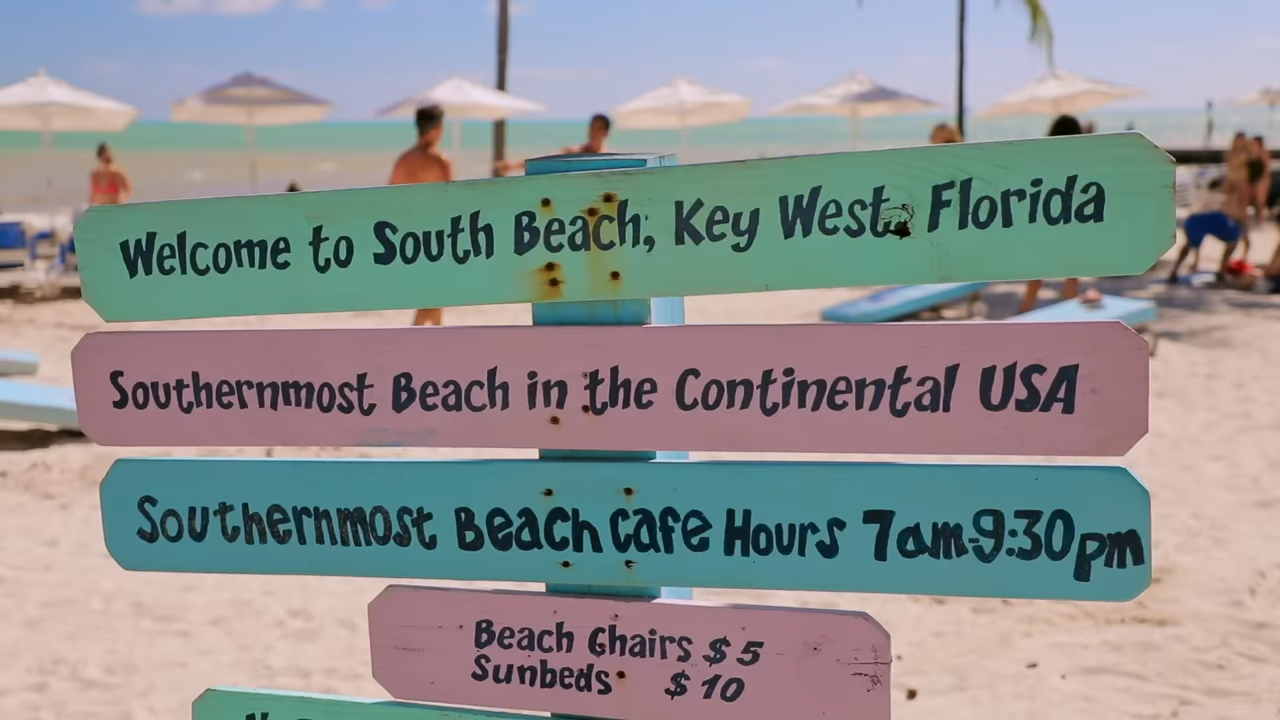 Welcome to South Beach, Key West, Florida
Southernmost Beach in the Continental USA
Southernmost Beach Cafe Hours 7am-9:30pm
Beach Chairs $5
Sunbeds $10